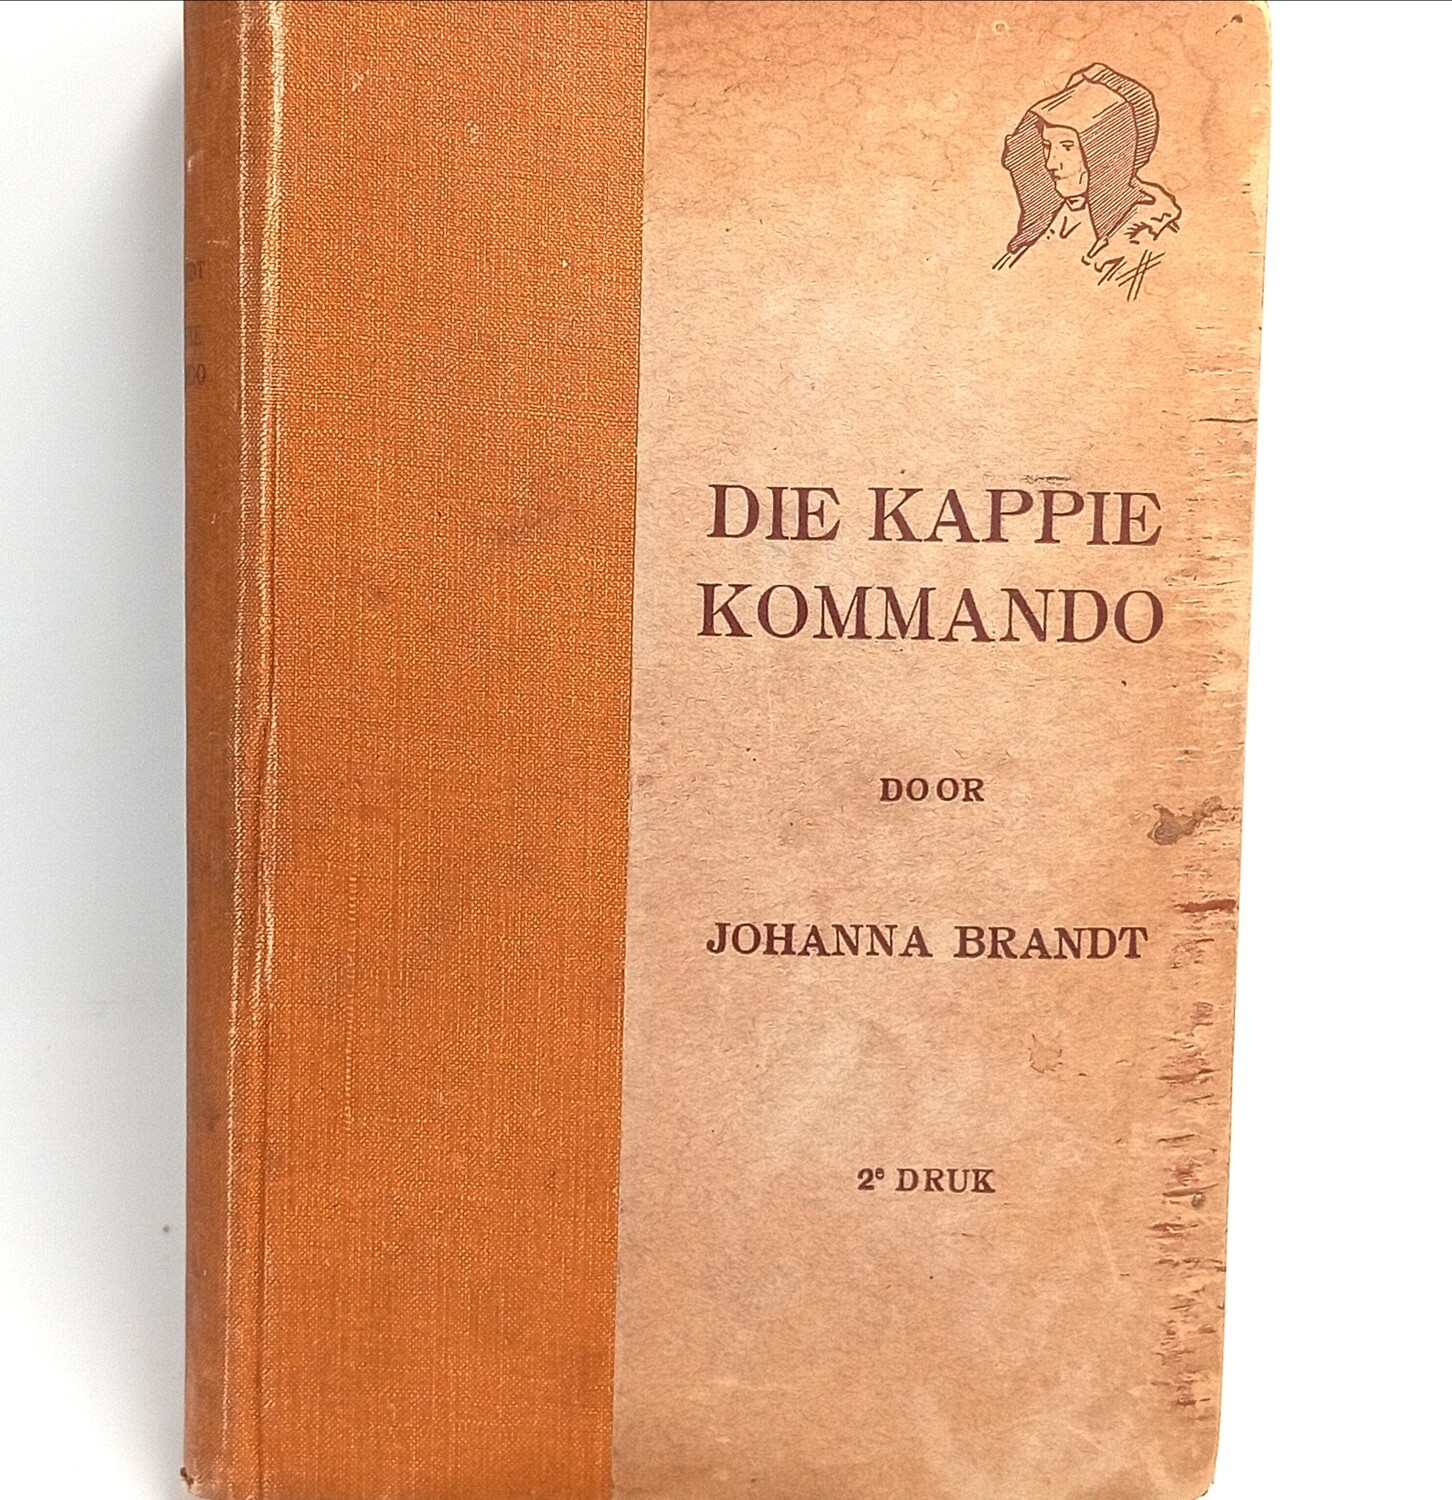 DIE KAPPIE
KOMMANDO
DOOR
JOHANNA BRANDT
2e DRUK